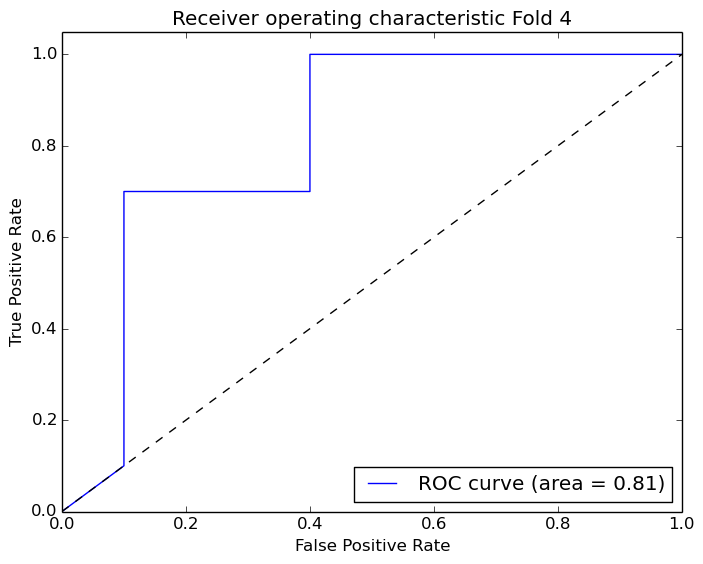 Receiver operating characteristic Fold 4
1.0
0.8
0.6
0.4
0.2
0.0
True Positive Rate
ROC curve (area = 0.81)
0.0 0.2 0.4 0.6 0.8 1.0
False Positive Rate